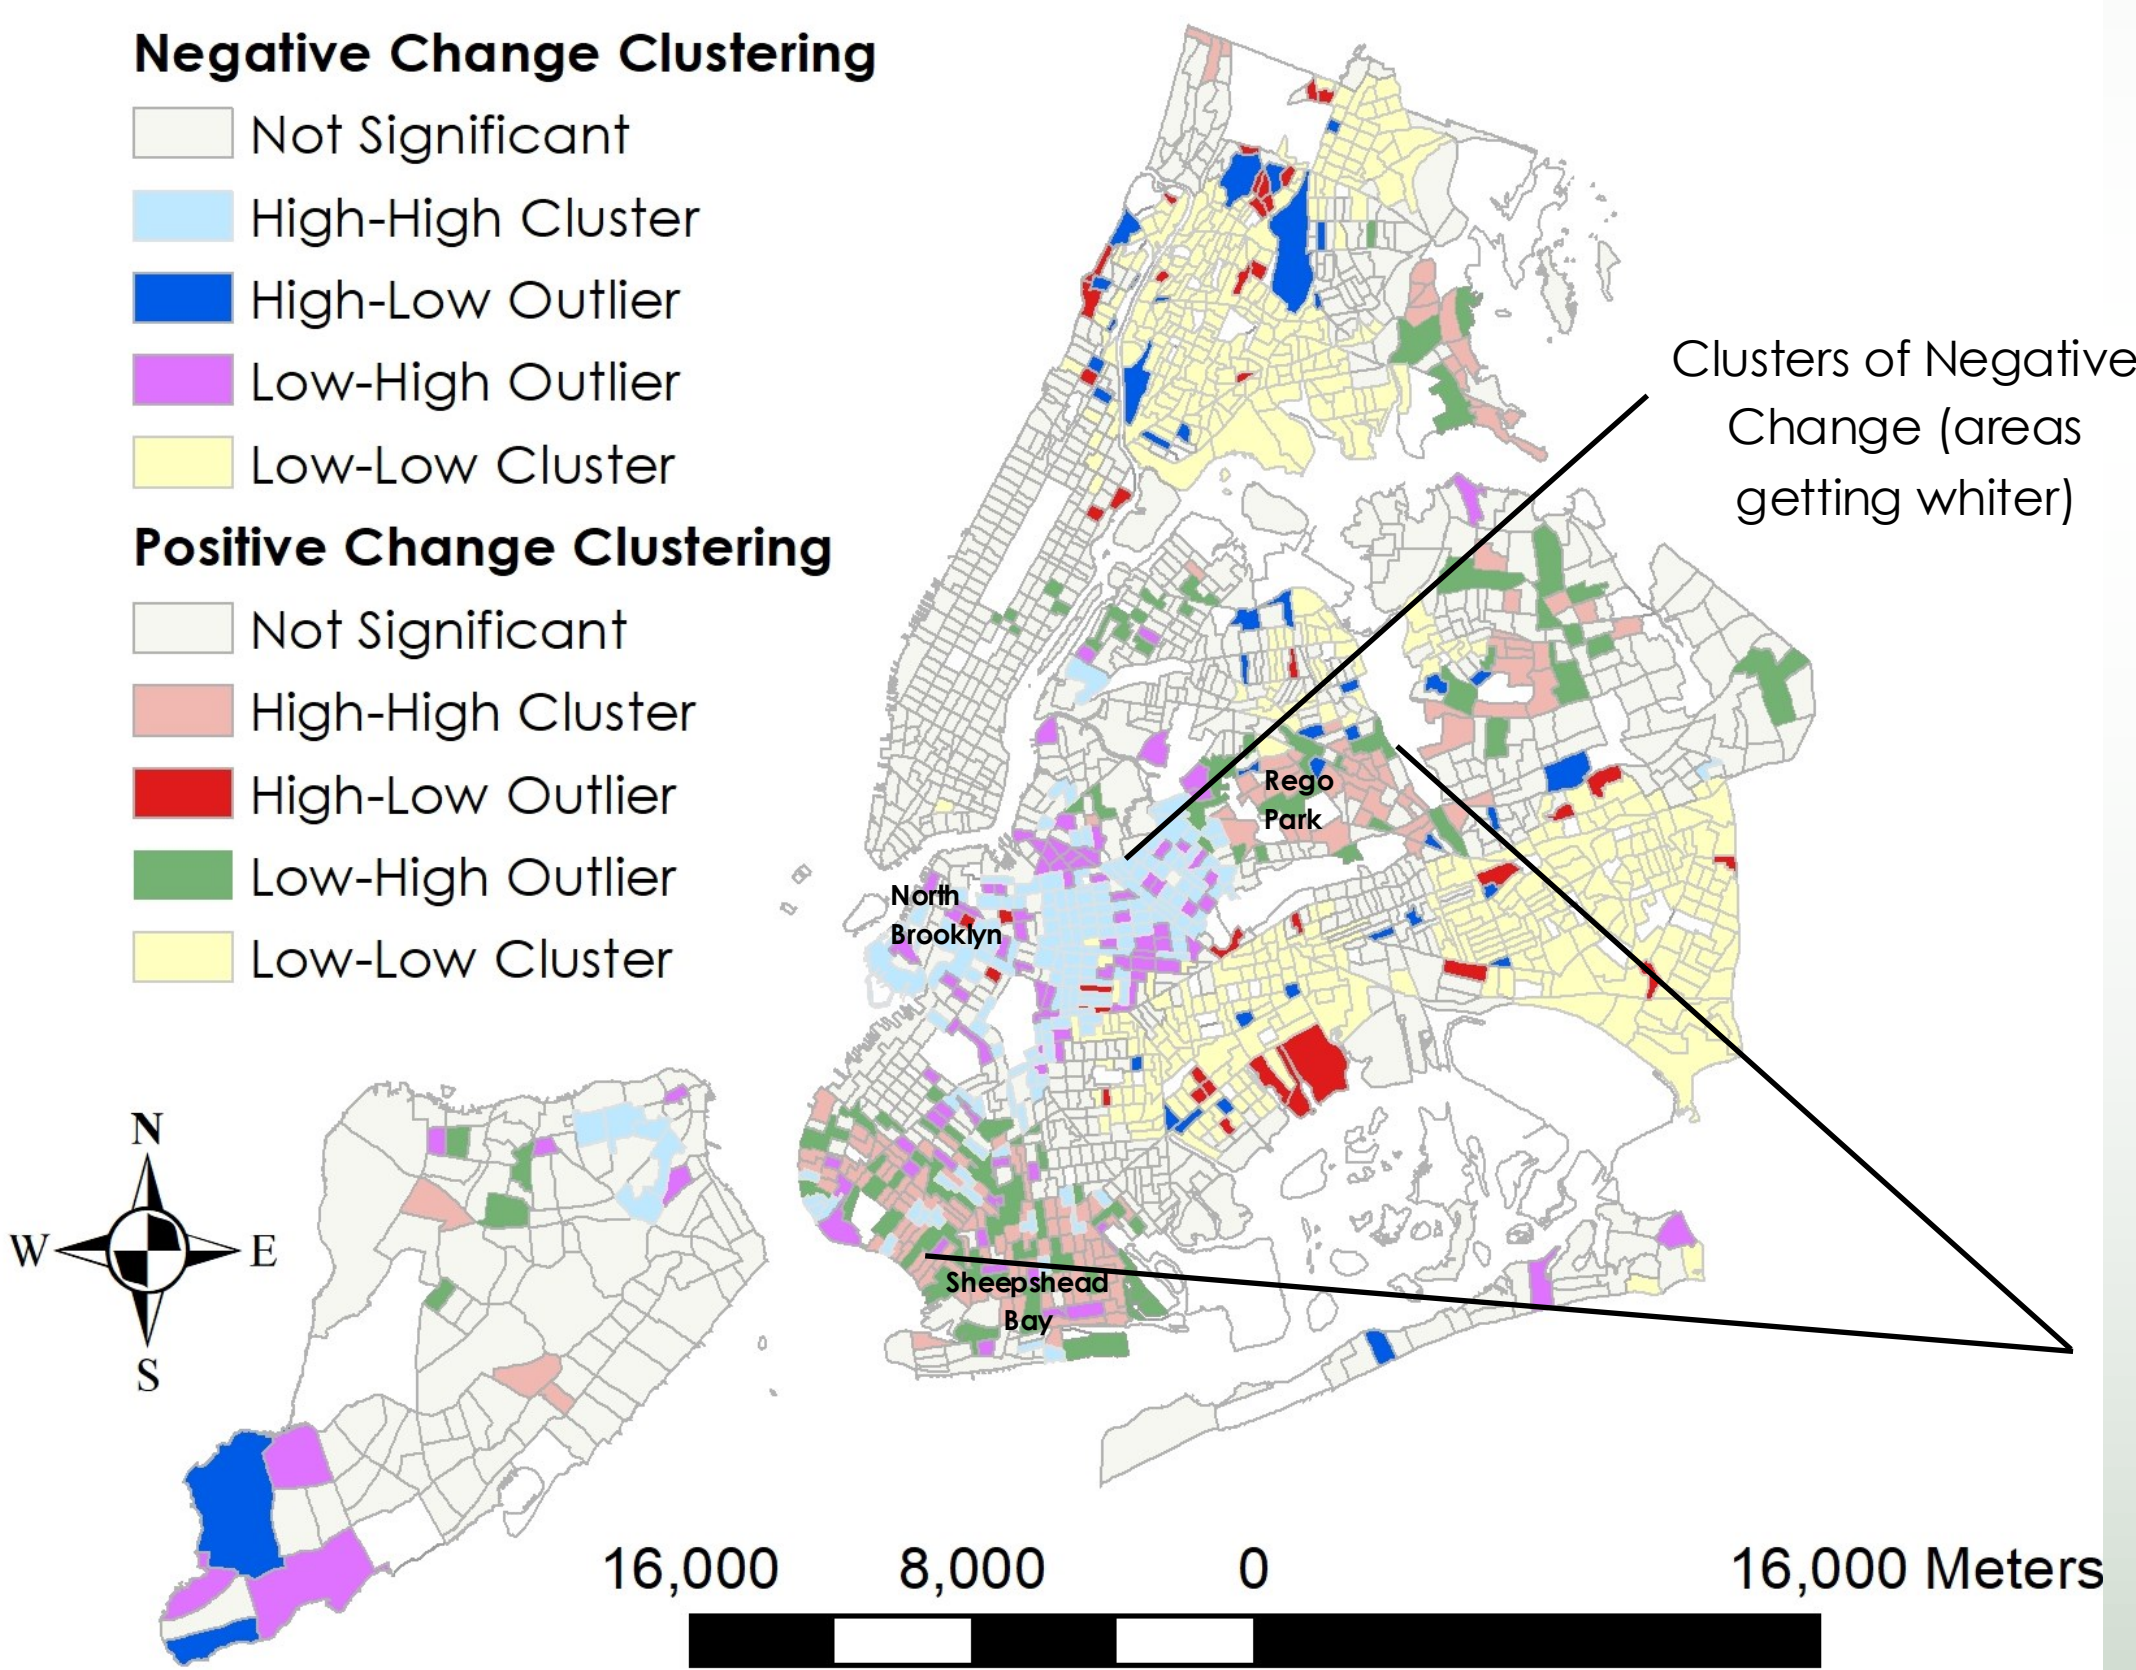 Negative Change Clustering
Not Significant
High-High Cluster
High-Low Outlier
Low-High Outlier
Low-Low Cluster
Positive Change Clustering
Not Significant
High-High Cluster
High-Low Outlier
Low-High Outlier
Low-Low Cluster
Clusters of Negative
Change (areas
getting whiter)
Rego
Park
North
Brooklyn
Sheepshead
Bay
N
W E
S
16,000 8,000 0 16,000 Meters